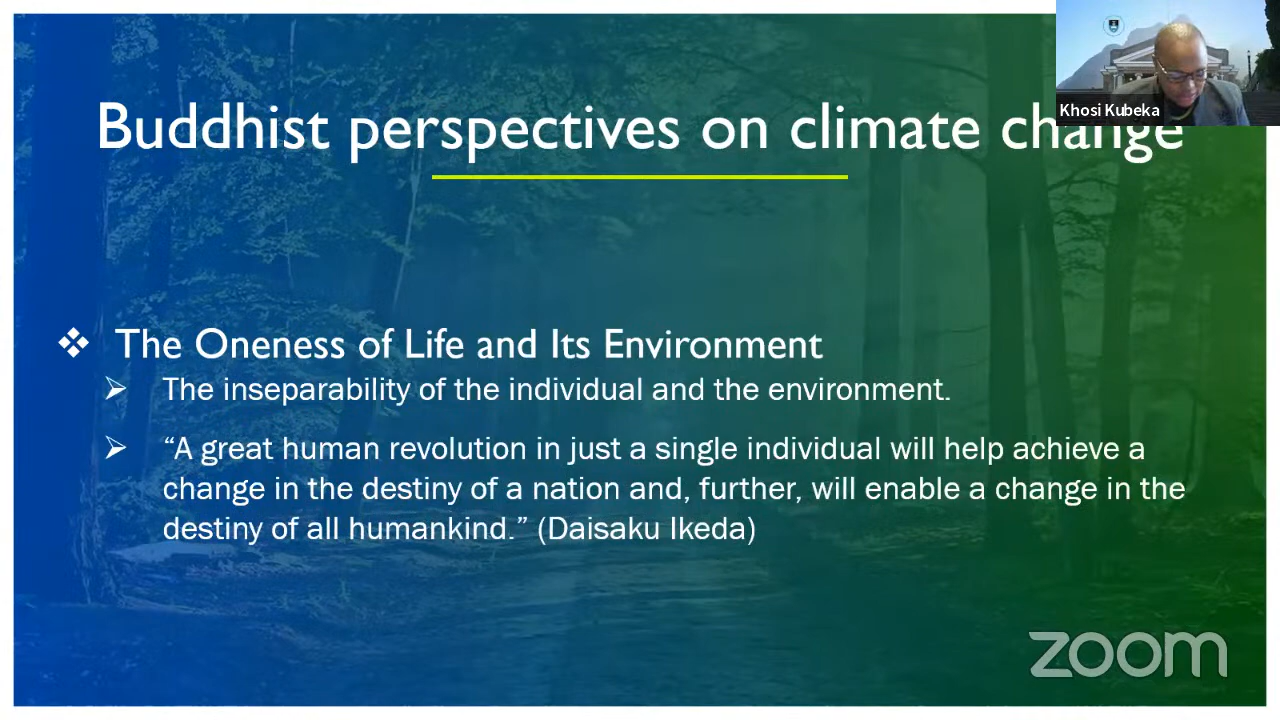 Khosi Kubeka
Buddhist perspectives on climate change
❖ The Oneness of Life and Its Environment
➢ The inseparability of the individual and the environment.
➢ “A great human revolution in just a single individual will help achieve a
change in the destiny of a nation and, further, will enable a change in the
destiny of all humankind.” (Daisaku Ikeda)
zoom